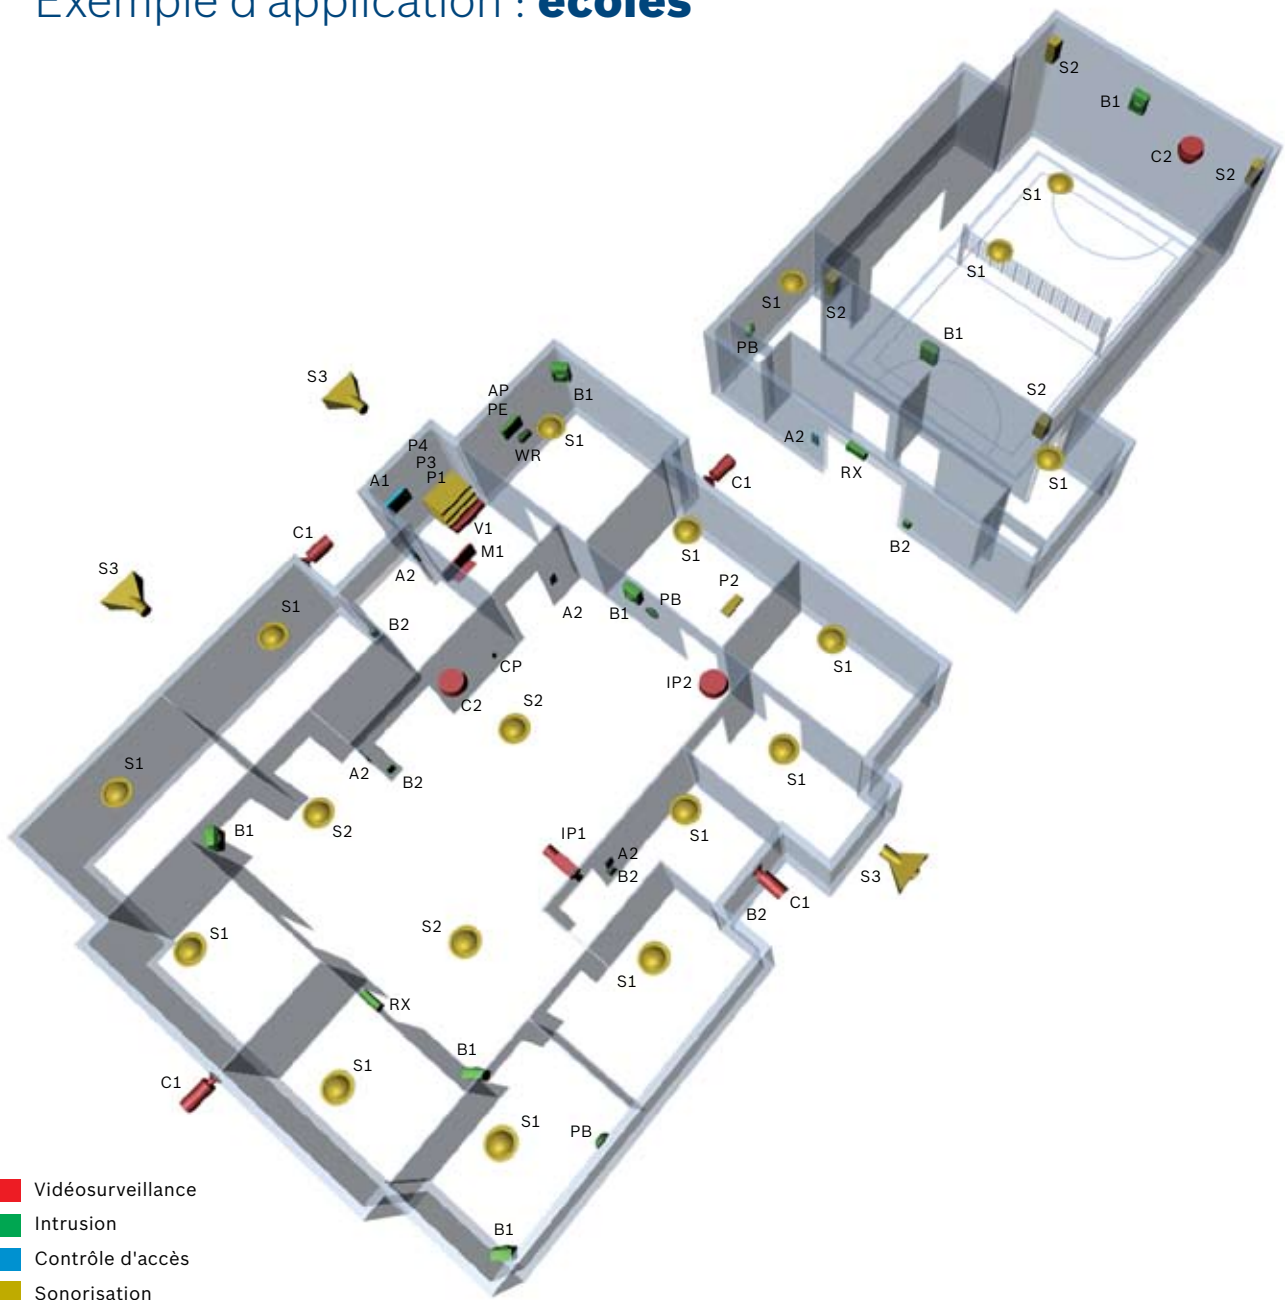 Exemple d'application : écoles
S2
B1
C2
S2
S1
S1
S1
S2
PB
B1
S2
S3
AP
PE
B1
WR
S1
P4
P3
P1
A1
A2
RX
S1
C1
V1
C1
M1
S1
B2
S3
A2
A2
P2
B1
PB
S1
B2
S1
CP
IP2
C2
S2
S1
A2
B2
S1
S2
B1
IP1
S1
A2
B2
S3
C1
B2
S1
S2
S1
RX
B1
S1
C1
S1
PB
B1
Vidéosurveillance
Intrusion
Contrôle d'accès
Sonorisation